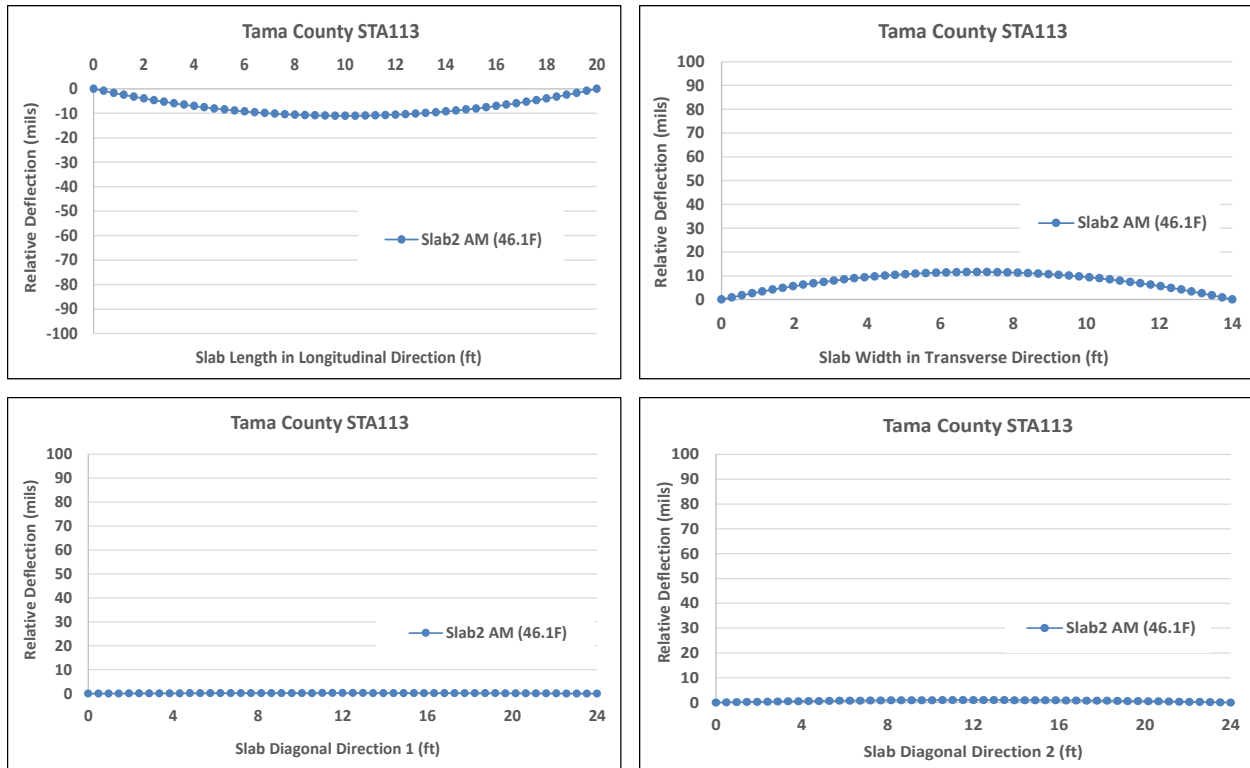 Tama County STA113
0 2 4 6 8 10 12 14 16 18 20
0
-10
-20
-30
-40
-50
-60
-70
-80
-90
-100
Relative Deflection (mils)
Slab2 AM (46.1F)
Slab Length in Longitudinal Direction (ft)
Tama County STA113
100
90
80
70
60
50
40
30
20
10
0
Relative Deflection (mils)
Slab2 AM (46.1F)
0 2 4 6 8 10 12 14
Slab Width in Transverse Direction (ft)
Tama County STA113
100
90
80
70
60
50
40
30
20
10
0
Relative Deflection (mils)
Slab2 AM (46.1F)
0 4 8 12 16 20 24
Slab Diagonal Direction 1 (ft)
Tama County STA113
100
90
80
70
60
50
40
30
20
10
0
Relative Deflection (mils)
Slab2 AM (46.1F)
0 4 8 12 16 20 24
Slab Diagonal Direction 2 (ft)